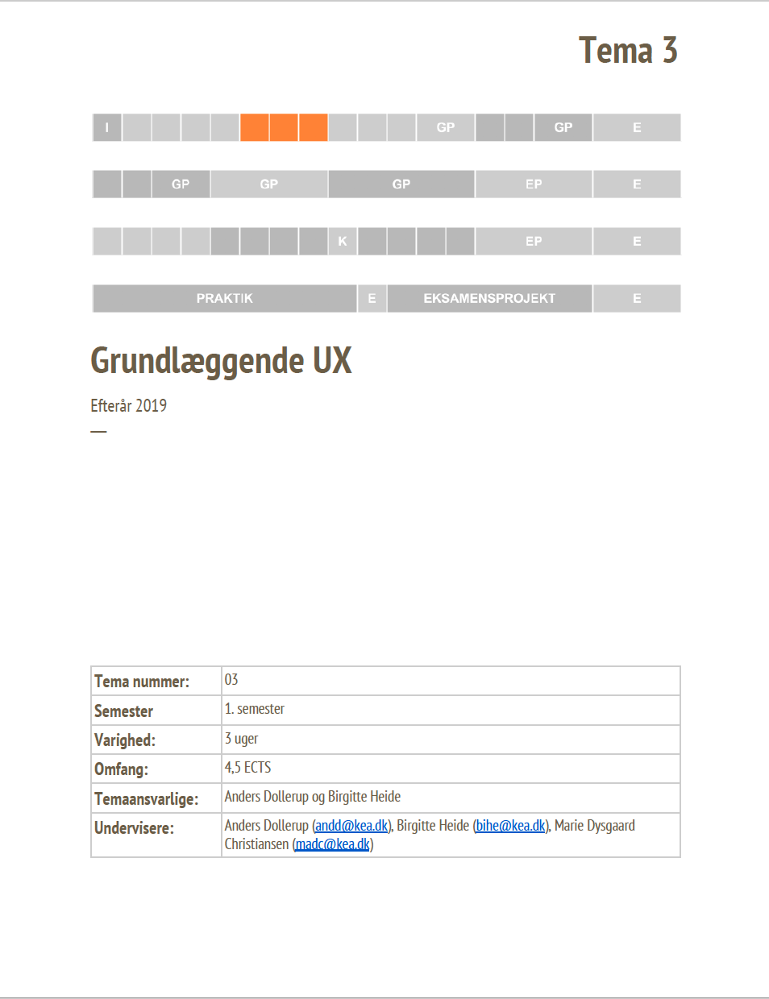 Tema 3
I GP GP E
GP GP GP EP E
K EP E
PRAKTIK E EKSAMENSPROJEKT E
Grundlæggende UX
Efterår 2019
—
Tema nummer: 03
Semester 1. semester
Varighed: 3 uger
Omfang: 4,5 ECTS
Temaansvarlige: Anders Dollerup og Birgitte Heide
Undervisere: Anders Dollerup (andd@kea.dk), Birgitte Heide (bihe@kea.dk), Marie Dysgaard
Christiansen (madc@kea.dk)